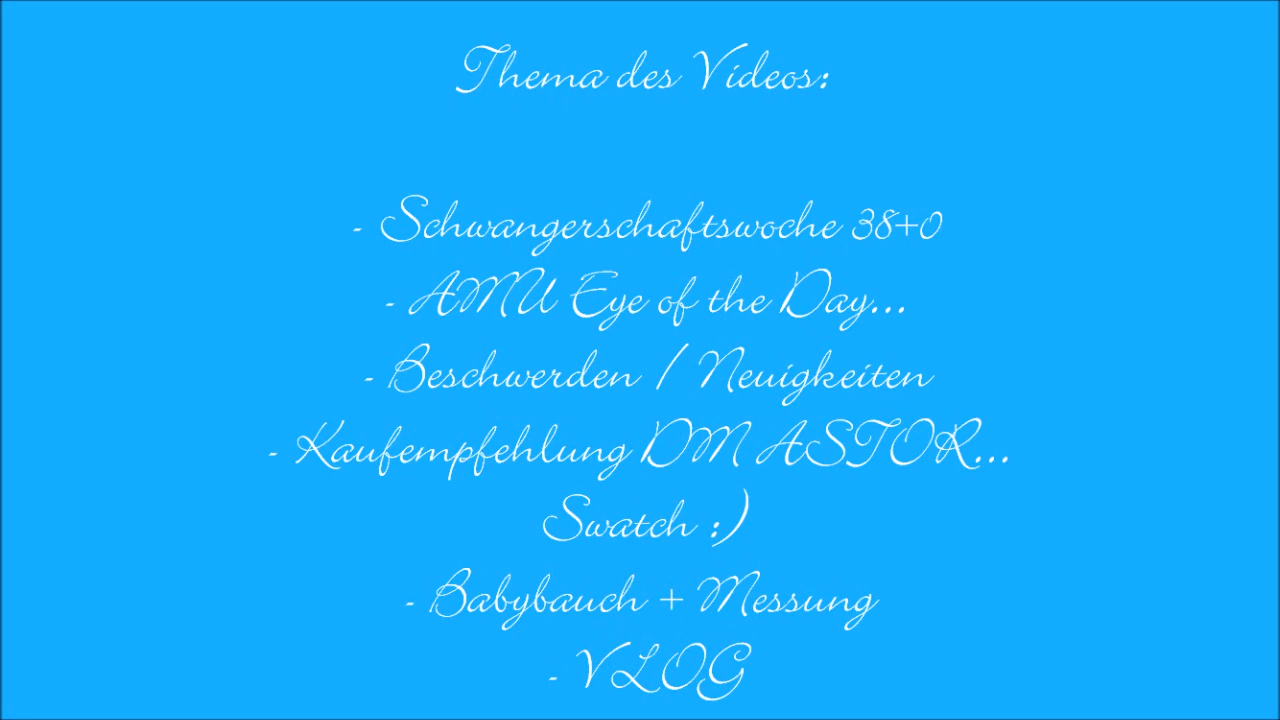 Thema des Videos:
- Schwangerschaftswoche 38+0
- AMU Eye of the Day...
- Beschwerden / Neuigkeiten
- Kaufempfehlung DM ASTOR...
Swatch :)
- Babybauch + Messung
- VLOG